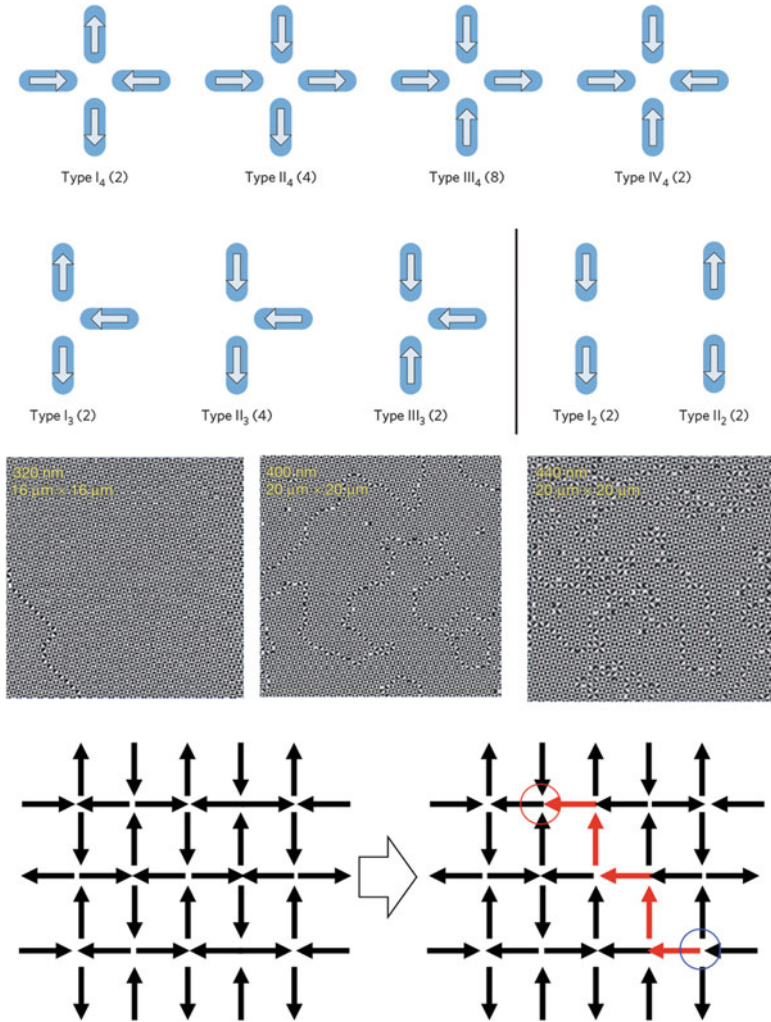 Type I₄ (2) Type II₄ (4) Type III₄ (8) Type IV₄ (2)
Type I₃ (2) Type II₃ (4) Type III₃ (2) Type I₂ (2) Type II₂ (2)
320 nm 400 nm 440 nm
16 μm × 16 μm 20 μm × 20 μm 20 μm × 20 μm